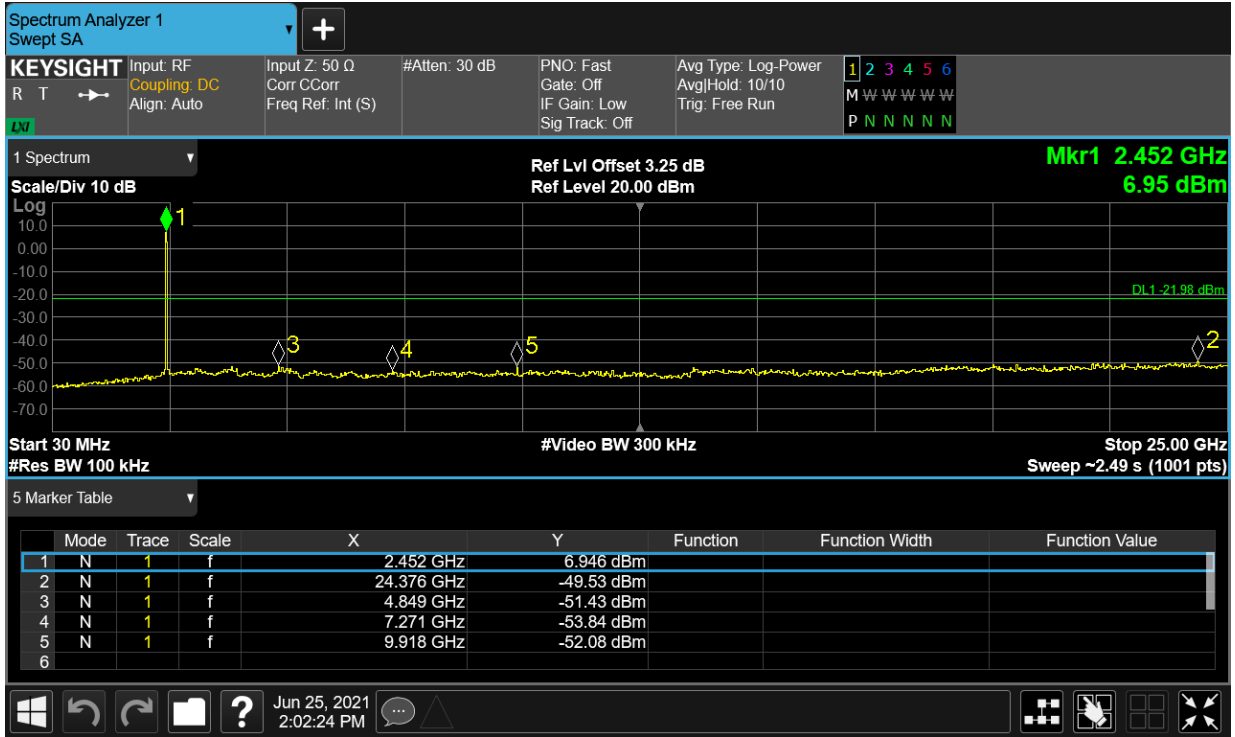 Spectrum Analyzer 1
Swept SA
KEYSIGHT
R T
LXI
Input: RF
Coupling: DC
Align: Auto
Input Z: 50 Ω
Corr CCorr
Freq Ref: Int (S)
#Atten: 30 dB
PNO: Fast
Gate: Off
IF Gain: Low
Sig Track: Off
Avg Type: Log-Power
Avg|Hold: 10/10
Trig: Free Run
1 2 3 4 5 6
M W W W W W
P N N N N N
1 Spectrum
Scale/Div 10 dB
Ref Lvl Offset 3.25 dB
Ref Level 20.00 dBm
Mkr1 2.452 GHz
6.95 dBm
Log
10.0
0.00
-10.0
-20.0
-30.0
-40.0
-50.0
-60.0
-70.0
1
DL1 -21.98 dBm
3
4
5
2
Start 30 MHz
#Res BW 100 kHz
#Video BW 300 kHz
Stop 25.00 GHz
Sweep ~2.49 s (1001 pts)
5 Marker Table
Mode Trace Scale X Y Function Function Width Function Value
1 N 1 f 2.452 GHz 6.946 dBm
2 N 1 f 24.376 GHz -49.53 dBm
3 N 1 f 4.849 GHz -51.43 dBm
4 N 1 f 7.271 GHz -53.84 dBm
5 N 1 f 9.918 GHz -52.08 dBm
6
?
Jun 25, 2021
2:02:24 PM